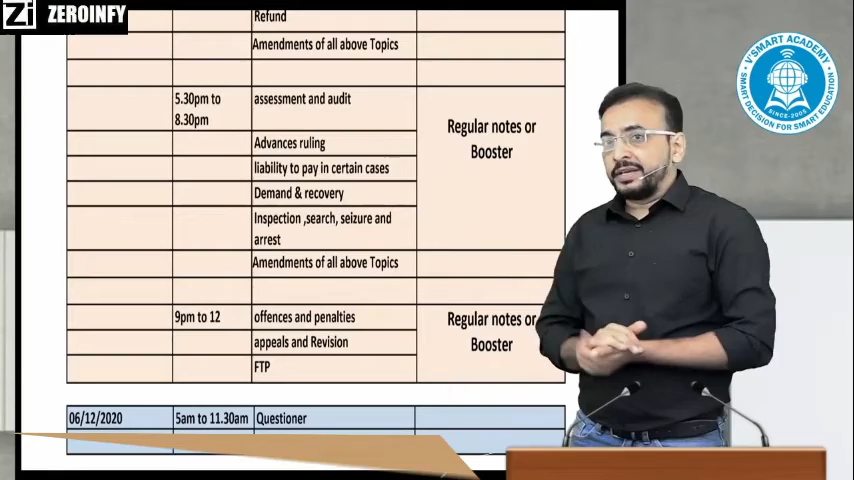 Zi ZEROINFY
Refund
Amendments of all above Topics
5.30pm to
8.30pm
assessment and audit
Regular notes or
Booster
Advances ruling
liability to pay in certain cases
Demand & recovery
Inspection ,search, seizure and
arrest
Amendments of all above Topics
9pm to 12
offences and penalties
Regular notes or
Booster
appeals and Revision
FTP
06/12/2020
5am to 11.30am
Questioner
V'SMART ACADEMY
SMART DECISION FOR SMART EDUCATION
SINCE-2005